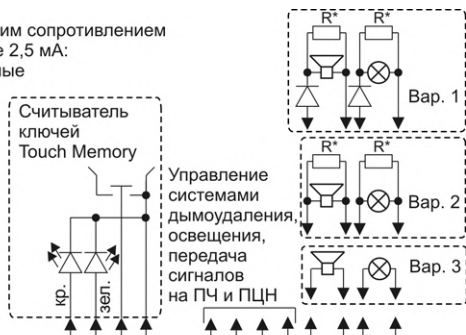 им сопротивлением
е 2,5 мА:
ные
Считыватель
ключей
Touch Memory
кр.
зел.
Управление
системами
дымоудаления,
освещения,
передача
сигналов
на ПЧ и ПЦН
R* R*
Вар. 1
R* R*
Вар. 2
Вар. 3